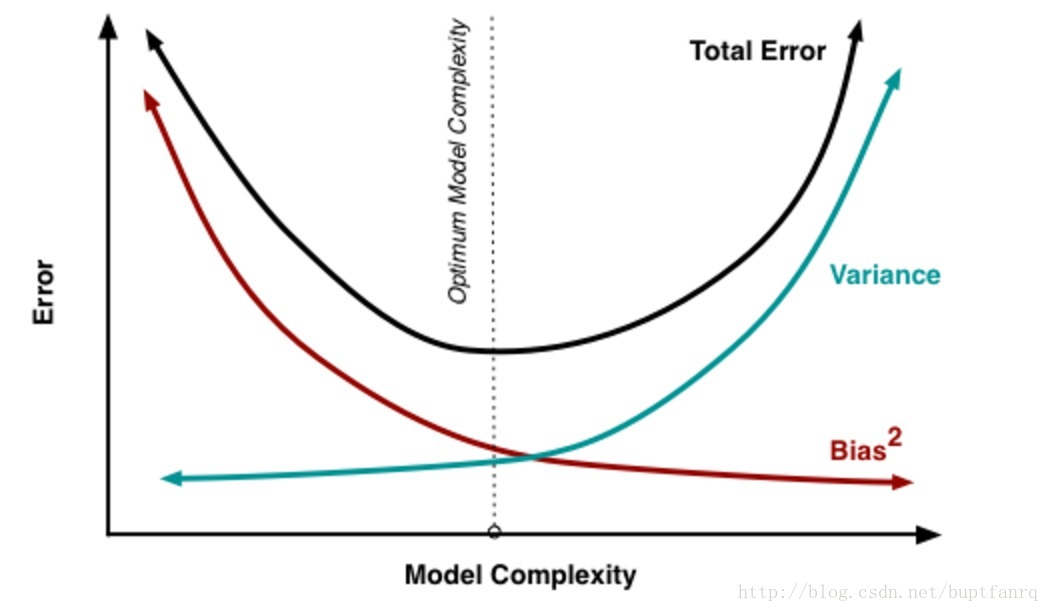 Total Error
Optimum Model Complexity
Variance
Error
Bias²
Model Complexity
http://blog.csdn.net/buptfanrq